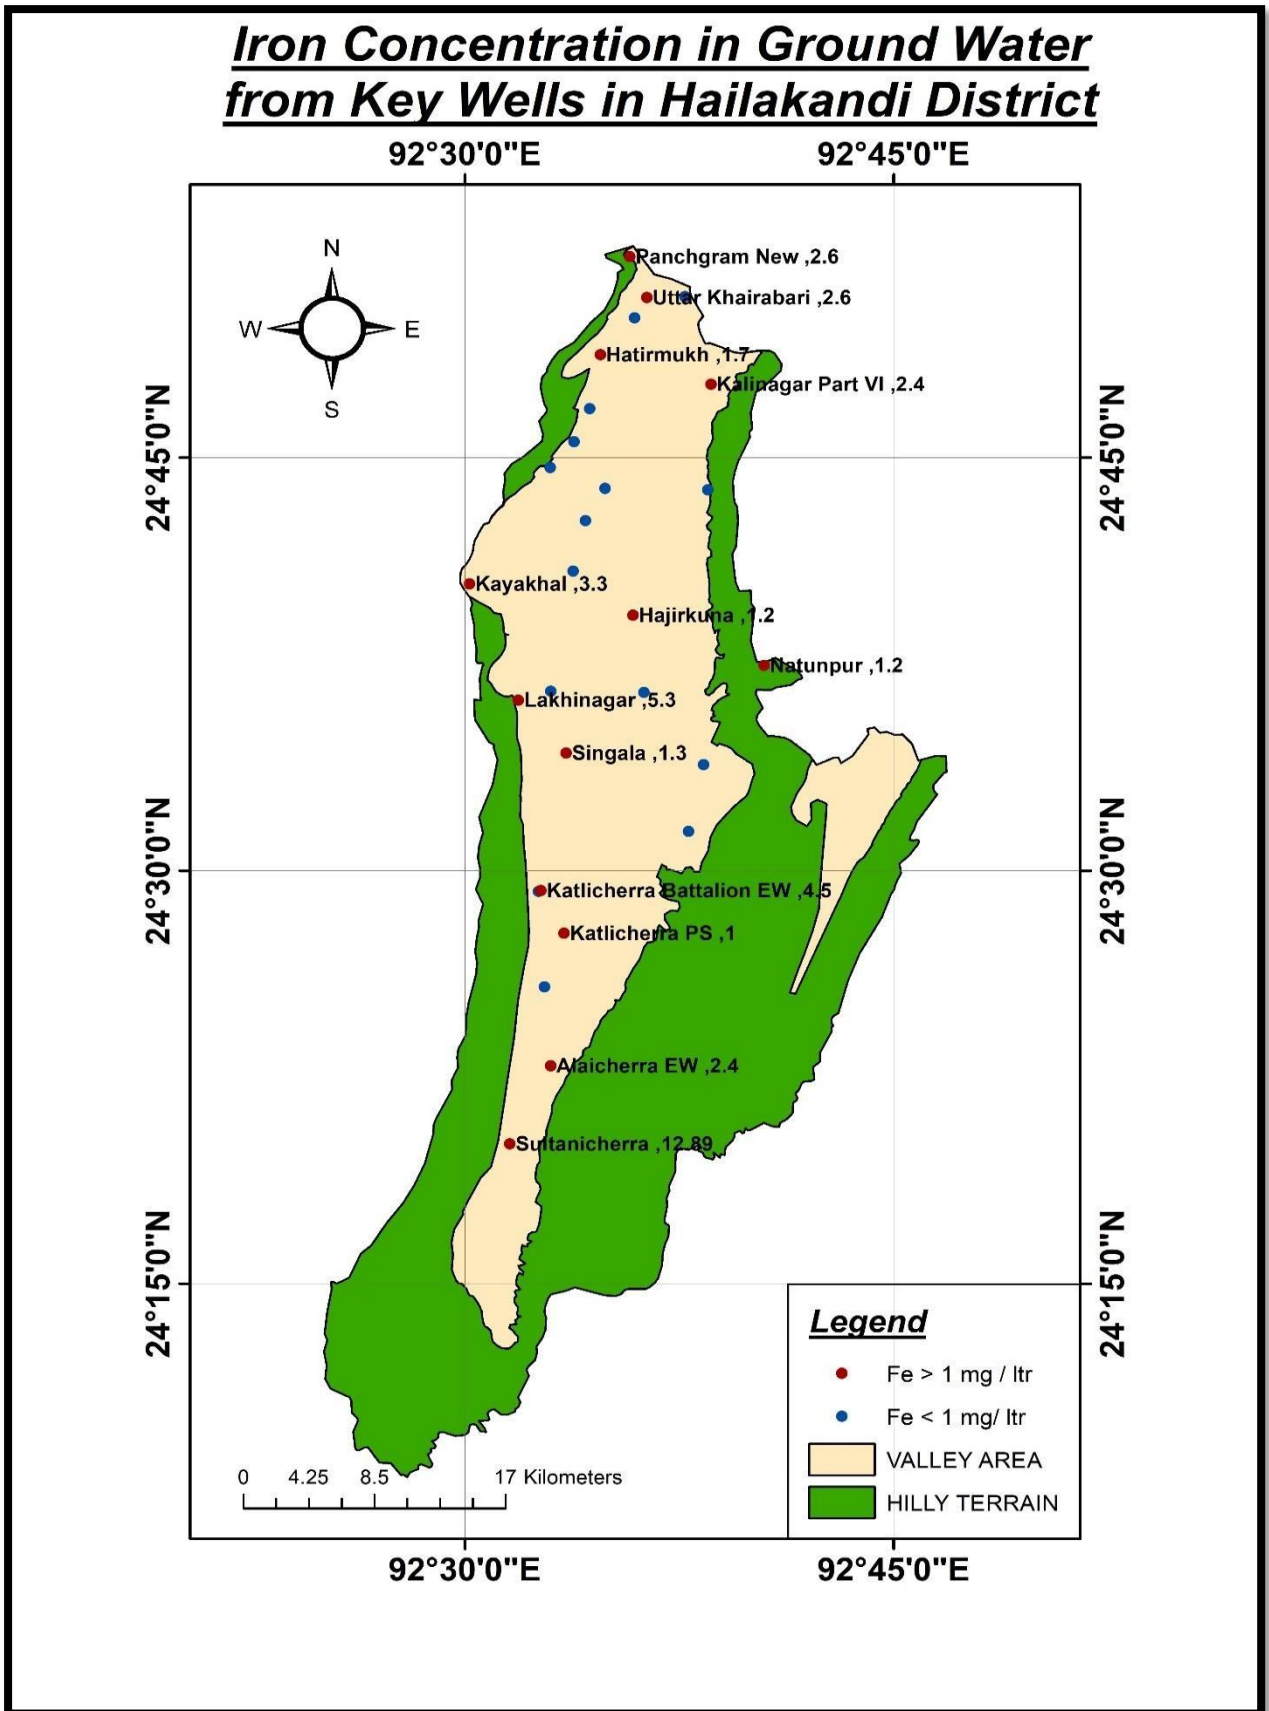 Iron Concentration in Ground Water
from Key Wells in Hailakandi District
92°30'0"E
92°45'0"E
N
W
E
S
Panchgram New ,2.6
Uttar Khairabari ,2.6
Hatirmukh ,1.7
Kalinagar Part VI ,2.4
24°45'0"N
24°45'0"N
Kayakhal ,3.3
Hajirkuna ,1.2
Natunpur ,1.2
Lakhinagar ,5.3
Singala ,1.3
24°30'0"N
24°30'0"N
Katlicherra Battalion EW ,4.5
Katlicherra PS ,1
Alaicherra EW ,2.4
Sultanicherra ,12.89
24°15'0"N
24°15'0"N
Legend
Fe > 1 mg / ltr
Fe < 1 mg/ ltr
VALLEY AREA
HILLY TERRAIN
0 4.25 8.5 17 Kilometers
92°30'0"E
92°45'0"E